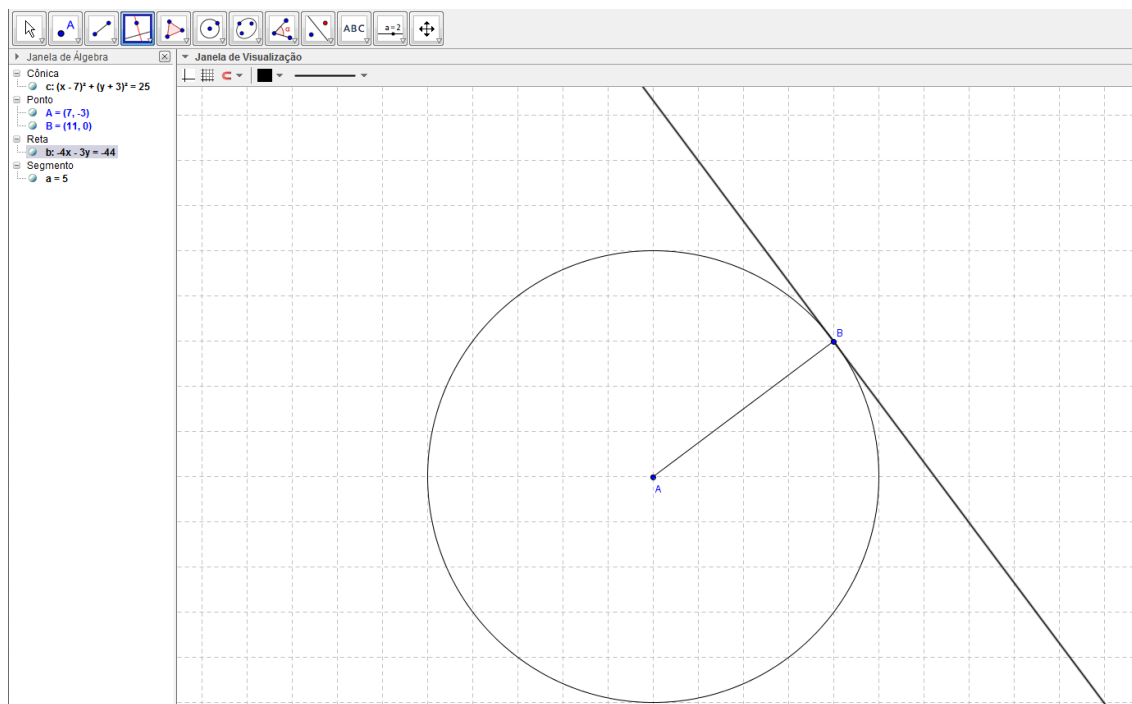 A
α
ABC
a=2
Janela de Álgebra
Cônica
c: (x - 7)² + (y + 3)² = 25
Ponto
A = (7, -3)
B = (11, 0)
Reta
b: -4x - 3y = -44
Segmento
a = 5
Janela de Visualização
B
A